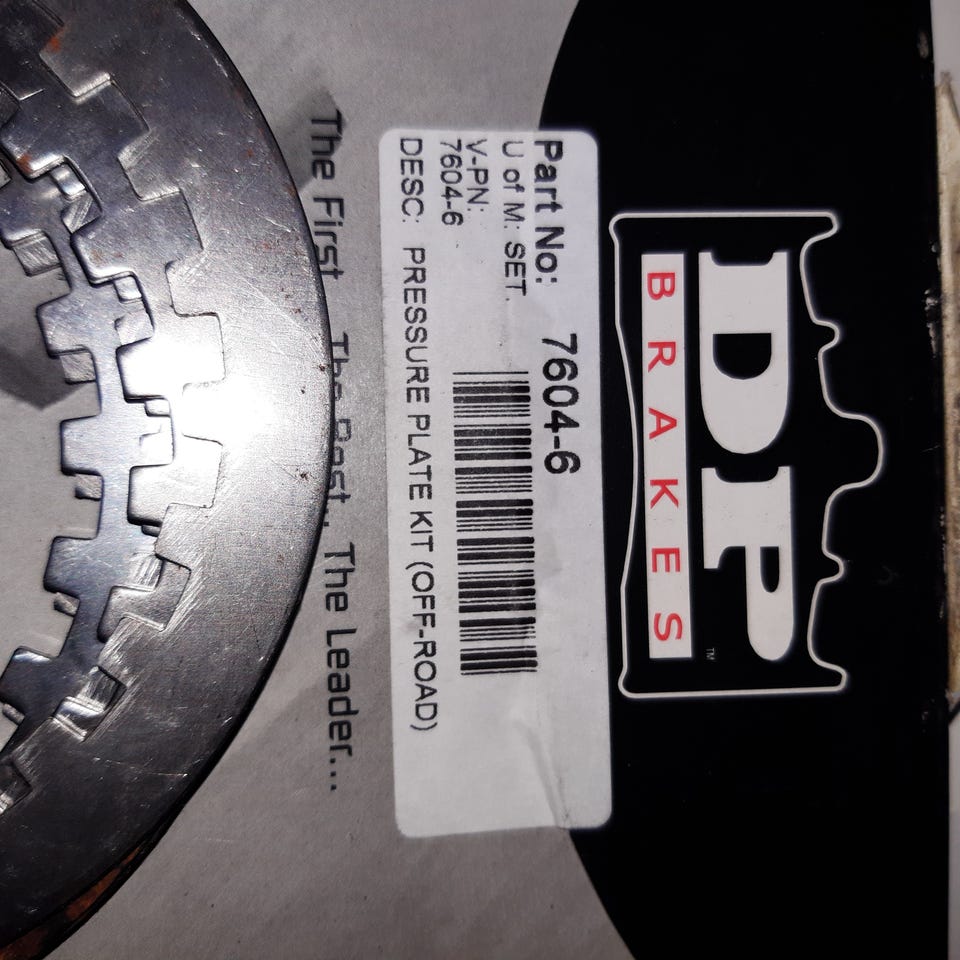 DP
BRAKES
TM
Part No: 7604-6
U of M: SET.
V-PN:
7604-6
DESC: PRESSURE PLATE KIT (OFF-ROAD)
The First... The Best... The Leader...